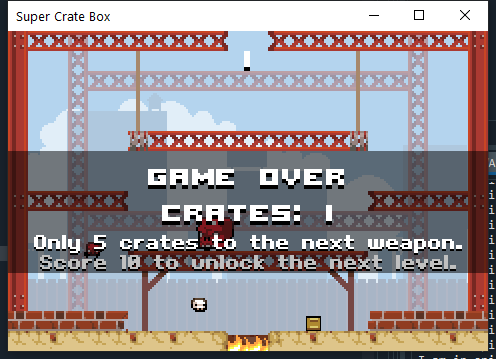 Super Crate Box
1
GAME OVER
CRATES: 1
Only 5 crates to the next weapon.
Score 10 to unlock the next level.